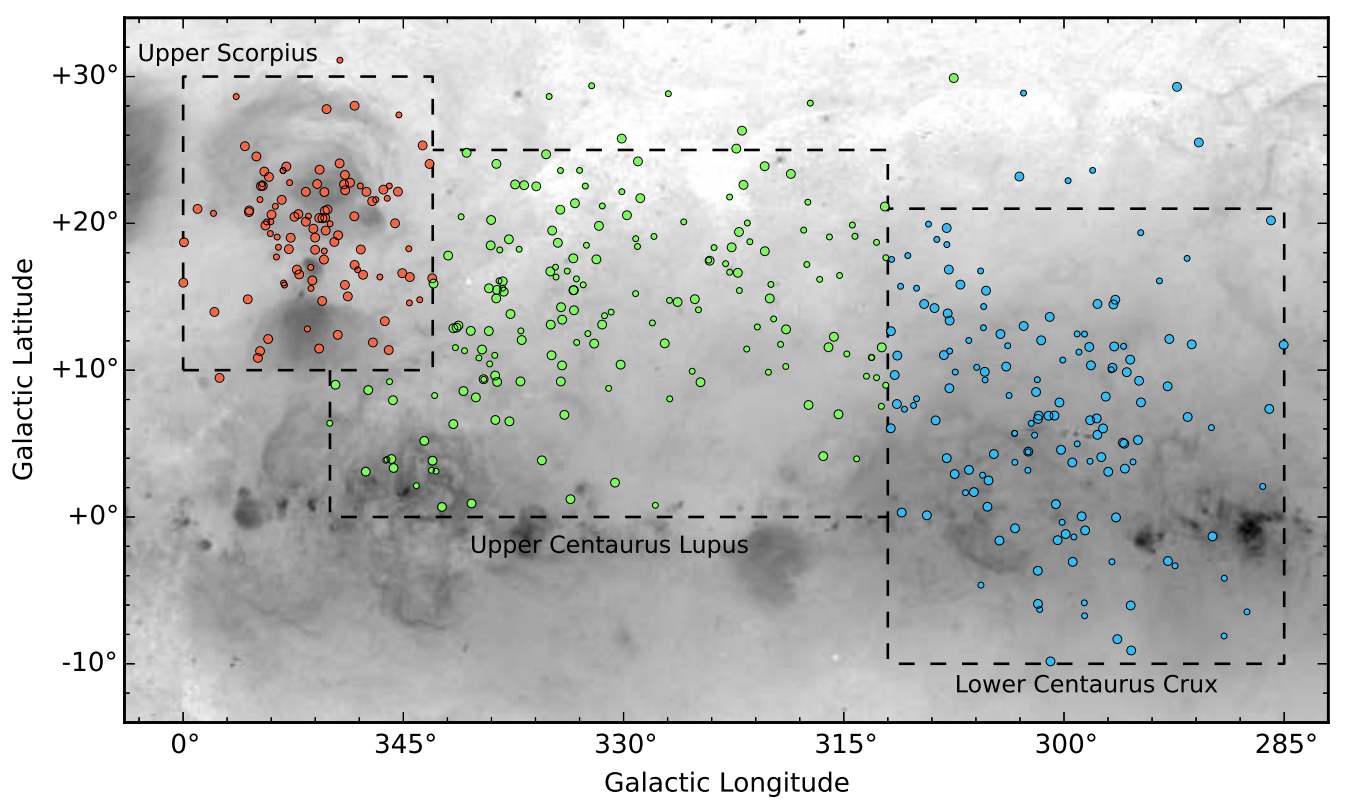 Upper Scorpius
+30°
+20°
+10°
+0°
-10°
Galactic Latitude
Upper Centaurus Lupus
Lower Centaurus Crux
0°
345°
330°
315°
300°
285°
Galactic Longitude